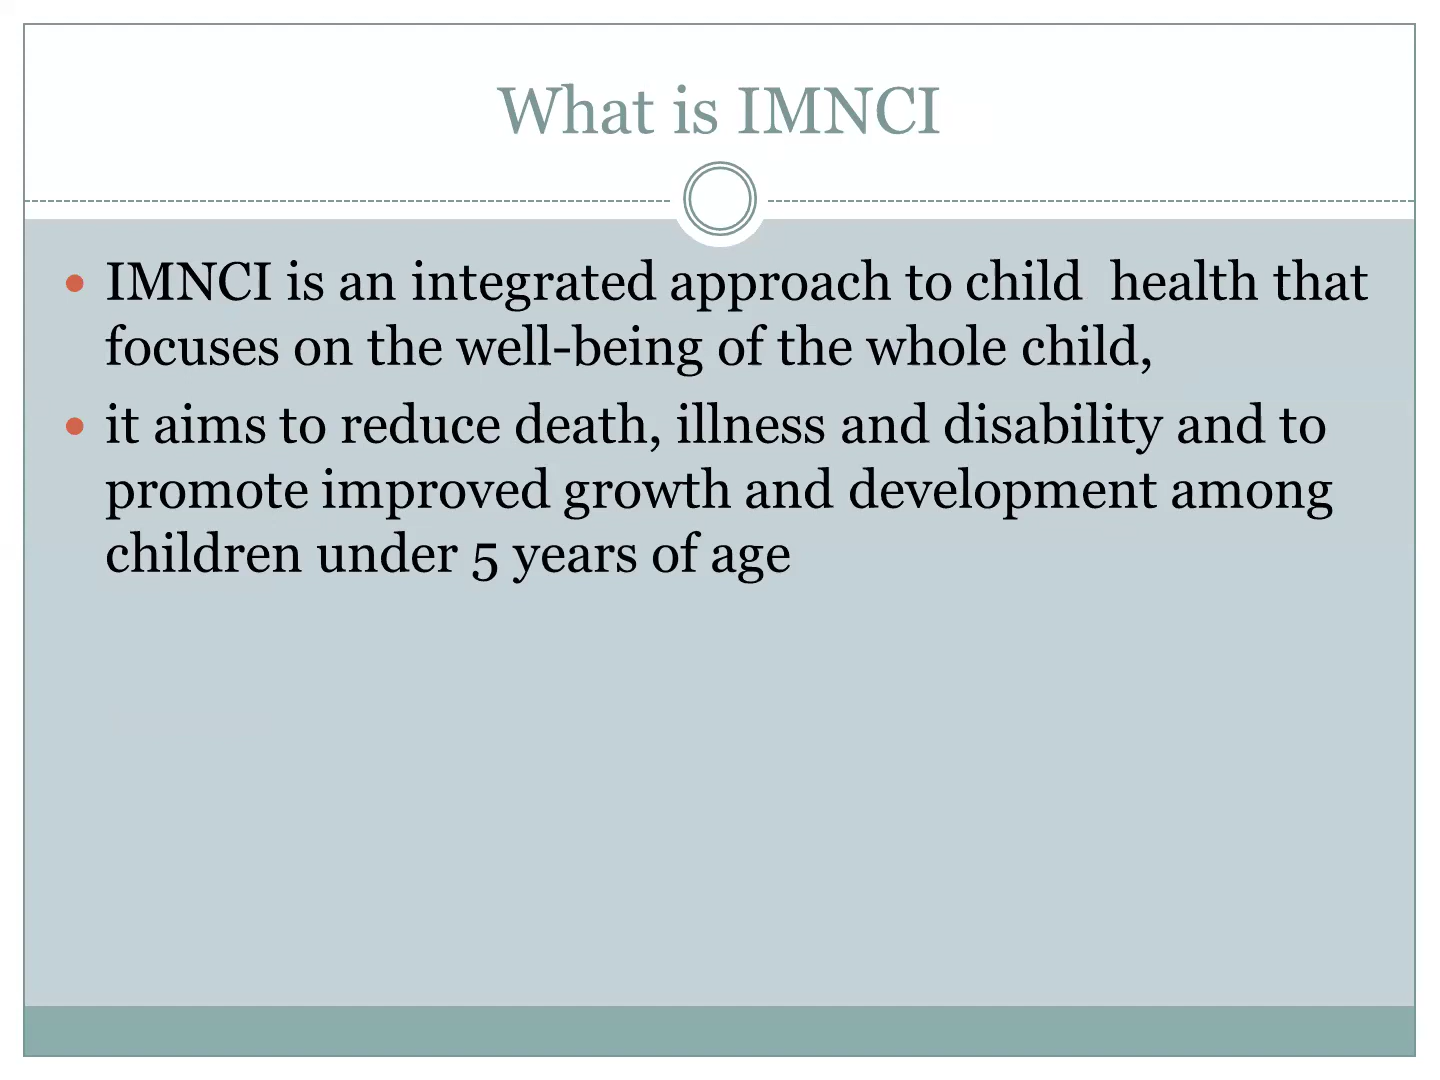 What is IMNCI
• IMNCI is an integrated approach to child  health that
focuses on the well-being of the whole child,
• it aims to reduce death, illness and disability and to
promote improved growth and development among
children under 5 years of age